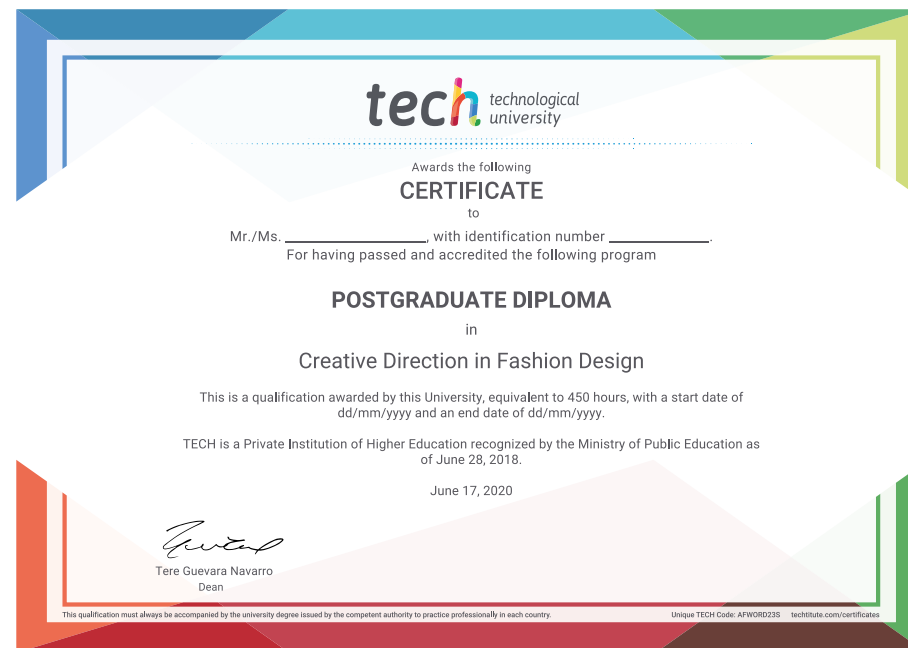 tech technological
university
Awards the following
CERTIFICATE
to
Mr./Ms. ____________________, with identification number ______________.
For having passed and accredited the following program
POSTGRADUATE DIPLOMA
in
Creative Direction in Fashion Design
This is a qualification awarded by this University, equivalent to 450 hours, with a start date of
dd/mm/yyyy and an end date of dd/mm/yyyy.
TECH is a Private Institution of Higher Education recognized by the Ministry of Public Education as
of June 28, 2018.
June 17, 2020
Tere Guevara Navarro
Dean
This qualification must always be accompanied by the university degree issued by the competent authority to practice professionally in each country. Unique TECH Code: AFWORD23S techtitute.com/certificates